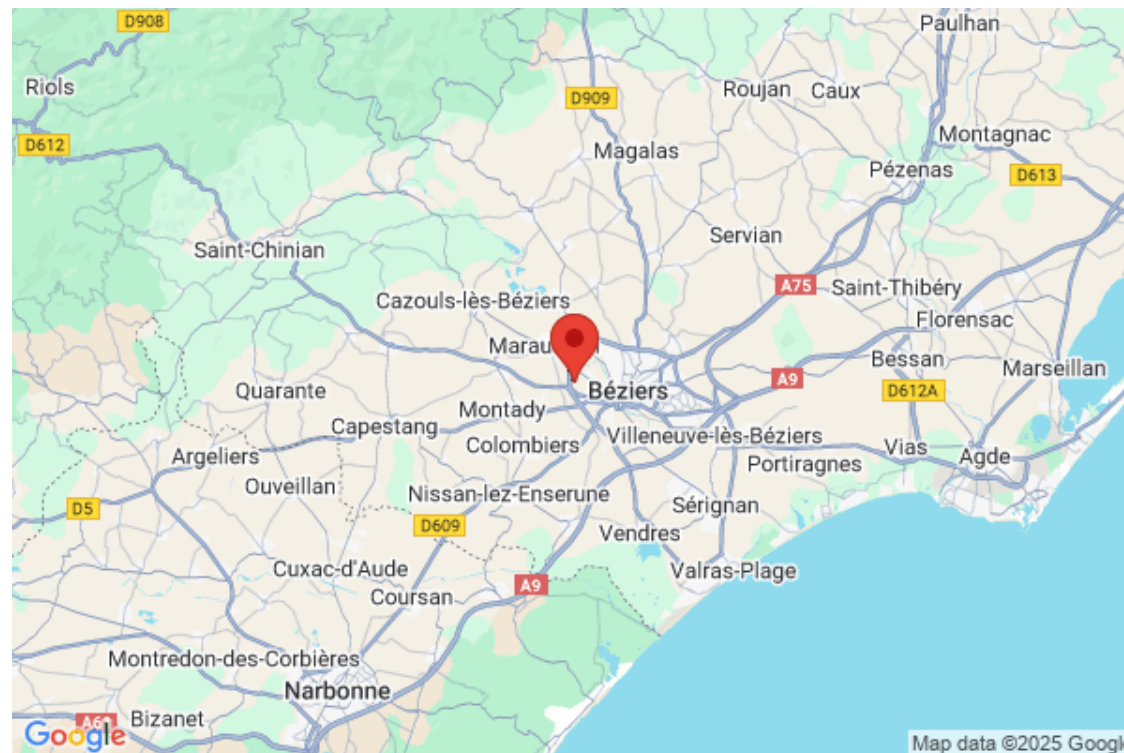 D908
Paulhan
Riols
Roujan
Caux
D909
D612
Montagnac
Magalas
Pézenas
D613
Servian
Saint-Chinian
A75
Saint-Thibéry
Cazouls-lès-Béziers
Florensac
Bessan
Marseillan
A9
Quarante
Béziers
D612A
Montady
Capestang
Villeneuve-lès-Béziers
Colombiers
Vias
Agde
Argeliers
Portiragnes
Ouveillan
Nissan-lez-Enserune
Sérignan
D5
D609
Vendres
Cuxac-d'Aude
Valras-Plage
A9
Coursan
Montredon-des-Corbières
Narbonne
Bizanet
Google
Map data ©2025 Google